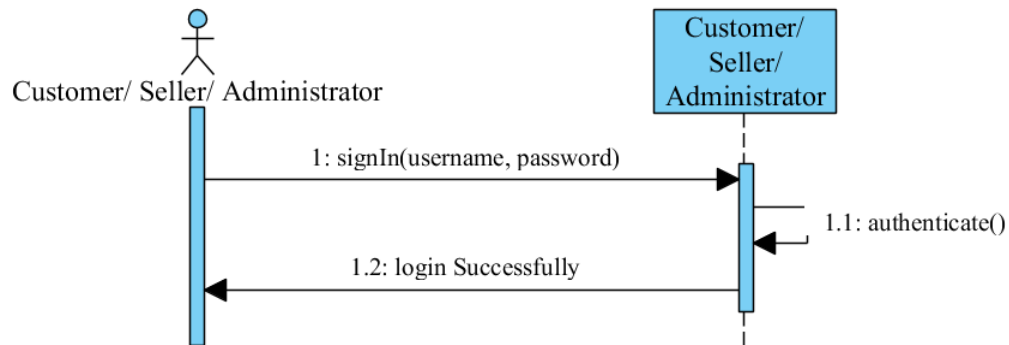 Customer/
Seller/
Administrator
Customer/ Seller/ Administrator
1: signIn(username, password)
1.1: authenticate()
1.2: login Successfully